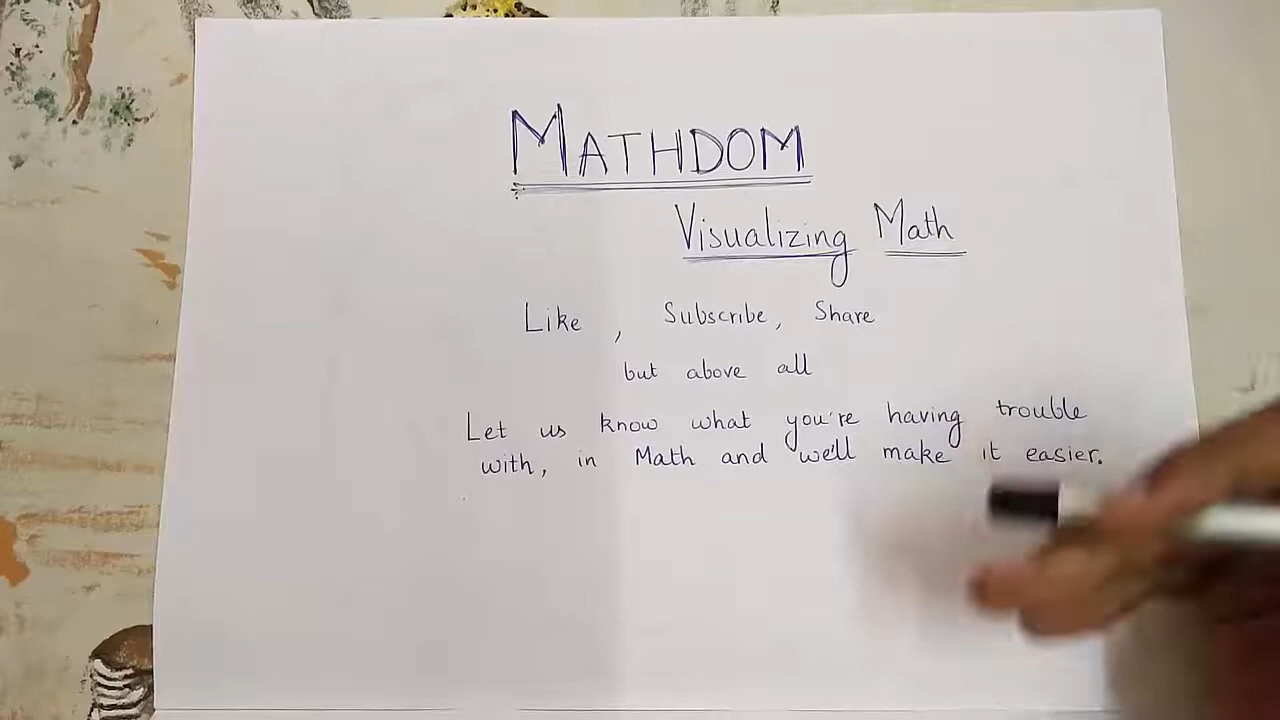 MATHDOM
Visualizing Math
Like , Subscribe, Share
but above all
Let us know what you're having trouble
with, in Math and we'll make it easier.